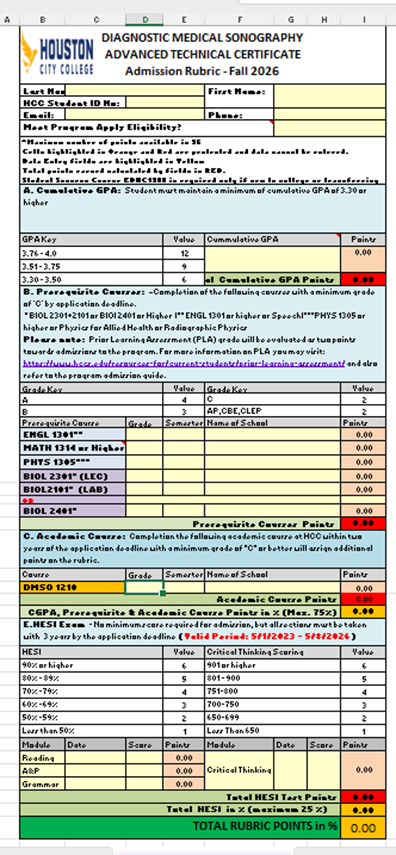 A B C D E F G H I
HOUSTON CITY COLLEGE
DIAGNOSTIC MEDICAL SONOGRAPHY
ADVANCED TECHNICAL CERTIFICATE
Admission Rubric - Fall 2026
Last Nam First Name:
HCC Student ID No:
Email: Phone:
Meet Program Apply Eligibility?
*Maximum number of points available is 36
Cells highlighted in Orange and Red are protected and data cannot be entered.
Data Entry fields are highlighted in Yellow
Total points record calculated by fields in RED.
Student Success Course EDUC1300 is required only if new to college or transferring
A. Cumulative GPA: Student must maintain a minimum of cumulative GPA of 3.30 or
higher
GPA Key Value Cummulative GPA Points
3.76 - 4.0 12 0.00
3.51 - 3.75 9
3.30 - 3.50 6 al Cumulative GPA Points 0.00
B. Prerequisite Courses: -Completion of the following courses with a minimum grade
of 'C' by application deadline.
*BIOL 2301+2101 or BIOL 2401 or Higher I**ENGL 1301 or higher or Speech I***PHYS 1305 or
higher or Physics for Allied Health or Radiographic Physics
Please note: Prior Learning Assessment (PLA) grade will be evaluated as two points
towards admissions to the program. For more information on PLA you may visit:
https://www.hccs.edu/resources-for/current-students/prior-learning-assessment/ and also
refer to the program admission guide.
Grade Key Value Grade Key Value
A 4 C 2
B 3 AP,CBE,CLEP 2
Prerequisite Course Grade Semester Name of School Points
ENGL 1301** 0.00
MATH 1314 or Higher 0.00
PHYS 1305*** 0.00
BIOL 2301* (LEC) 0.00
BIOL2101* (LAB) 0.00
OR
BIOL 2401* 0.00
Prerequisite Courses Points 0.00
C. Academic Course: Completion the following academic course at HCC within two
years of the application deadline with a minimum grade of "C" or better will assign additional
points on the rubric.
Course Grade Semester Name of School Points
DMSO 1210 0.00
Academic Course Points 0.00
CGPA, Prerequisite & Academic Course Points in % (Max. 75%) 0.00
E.HESI Exam - No minimum score required for admission, but all sections must be taken
with 3 years by the application deadline (Valid Period: 5/1/2023 - 5/8/2026)
HESI Value Critical Thinking Scoring Value
90% or higher 6 901 or higher 6
80% - 89% 5 801 - 900 5
70% -79% 4 751-800 4
60% -69% 3 700-750 3
50% -59% 2 650-699 2
Less than 50% 1 Less Than 650 1
Module Date Score Points Module Date Score Points
Reading 0.00
A&P 0.00 Critical Thinking 0.00
Grammar 0.00
Total HESI Test Points 0.00
Total HESI in % (maximum 25 %) 0.00
TOTAL RUBRIC POINTS in % 0.00